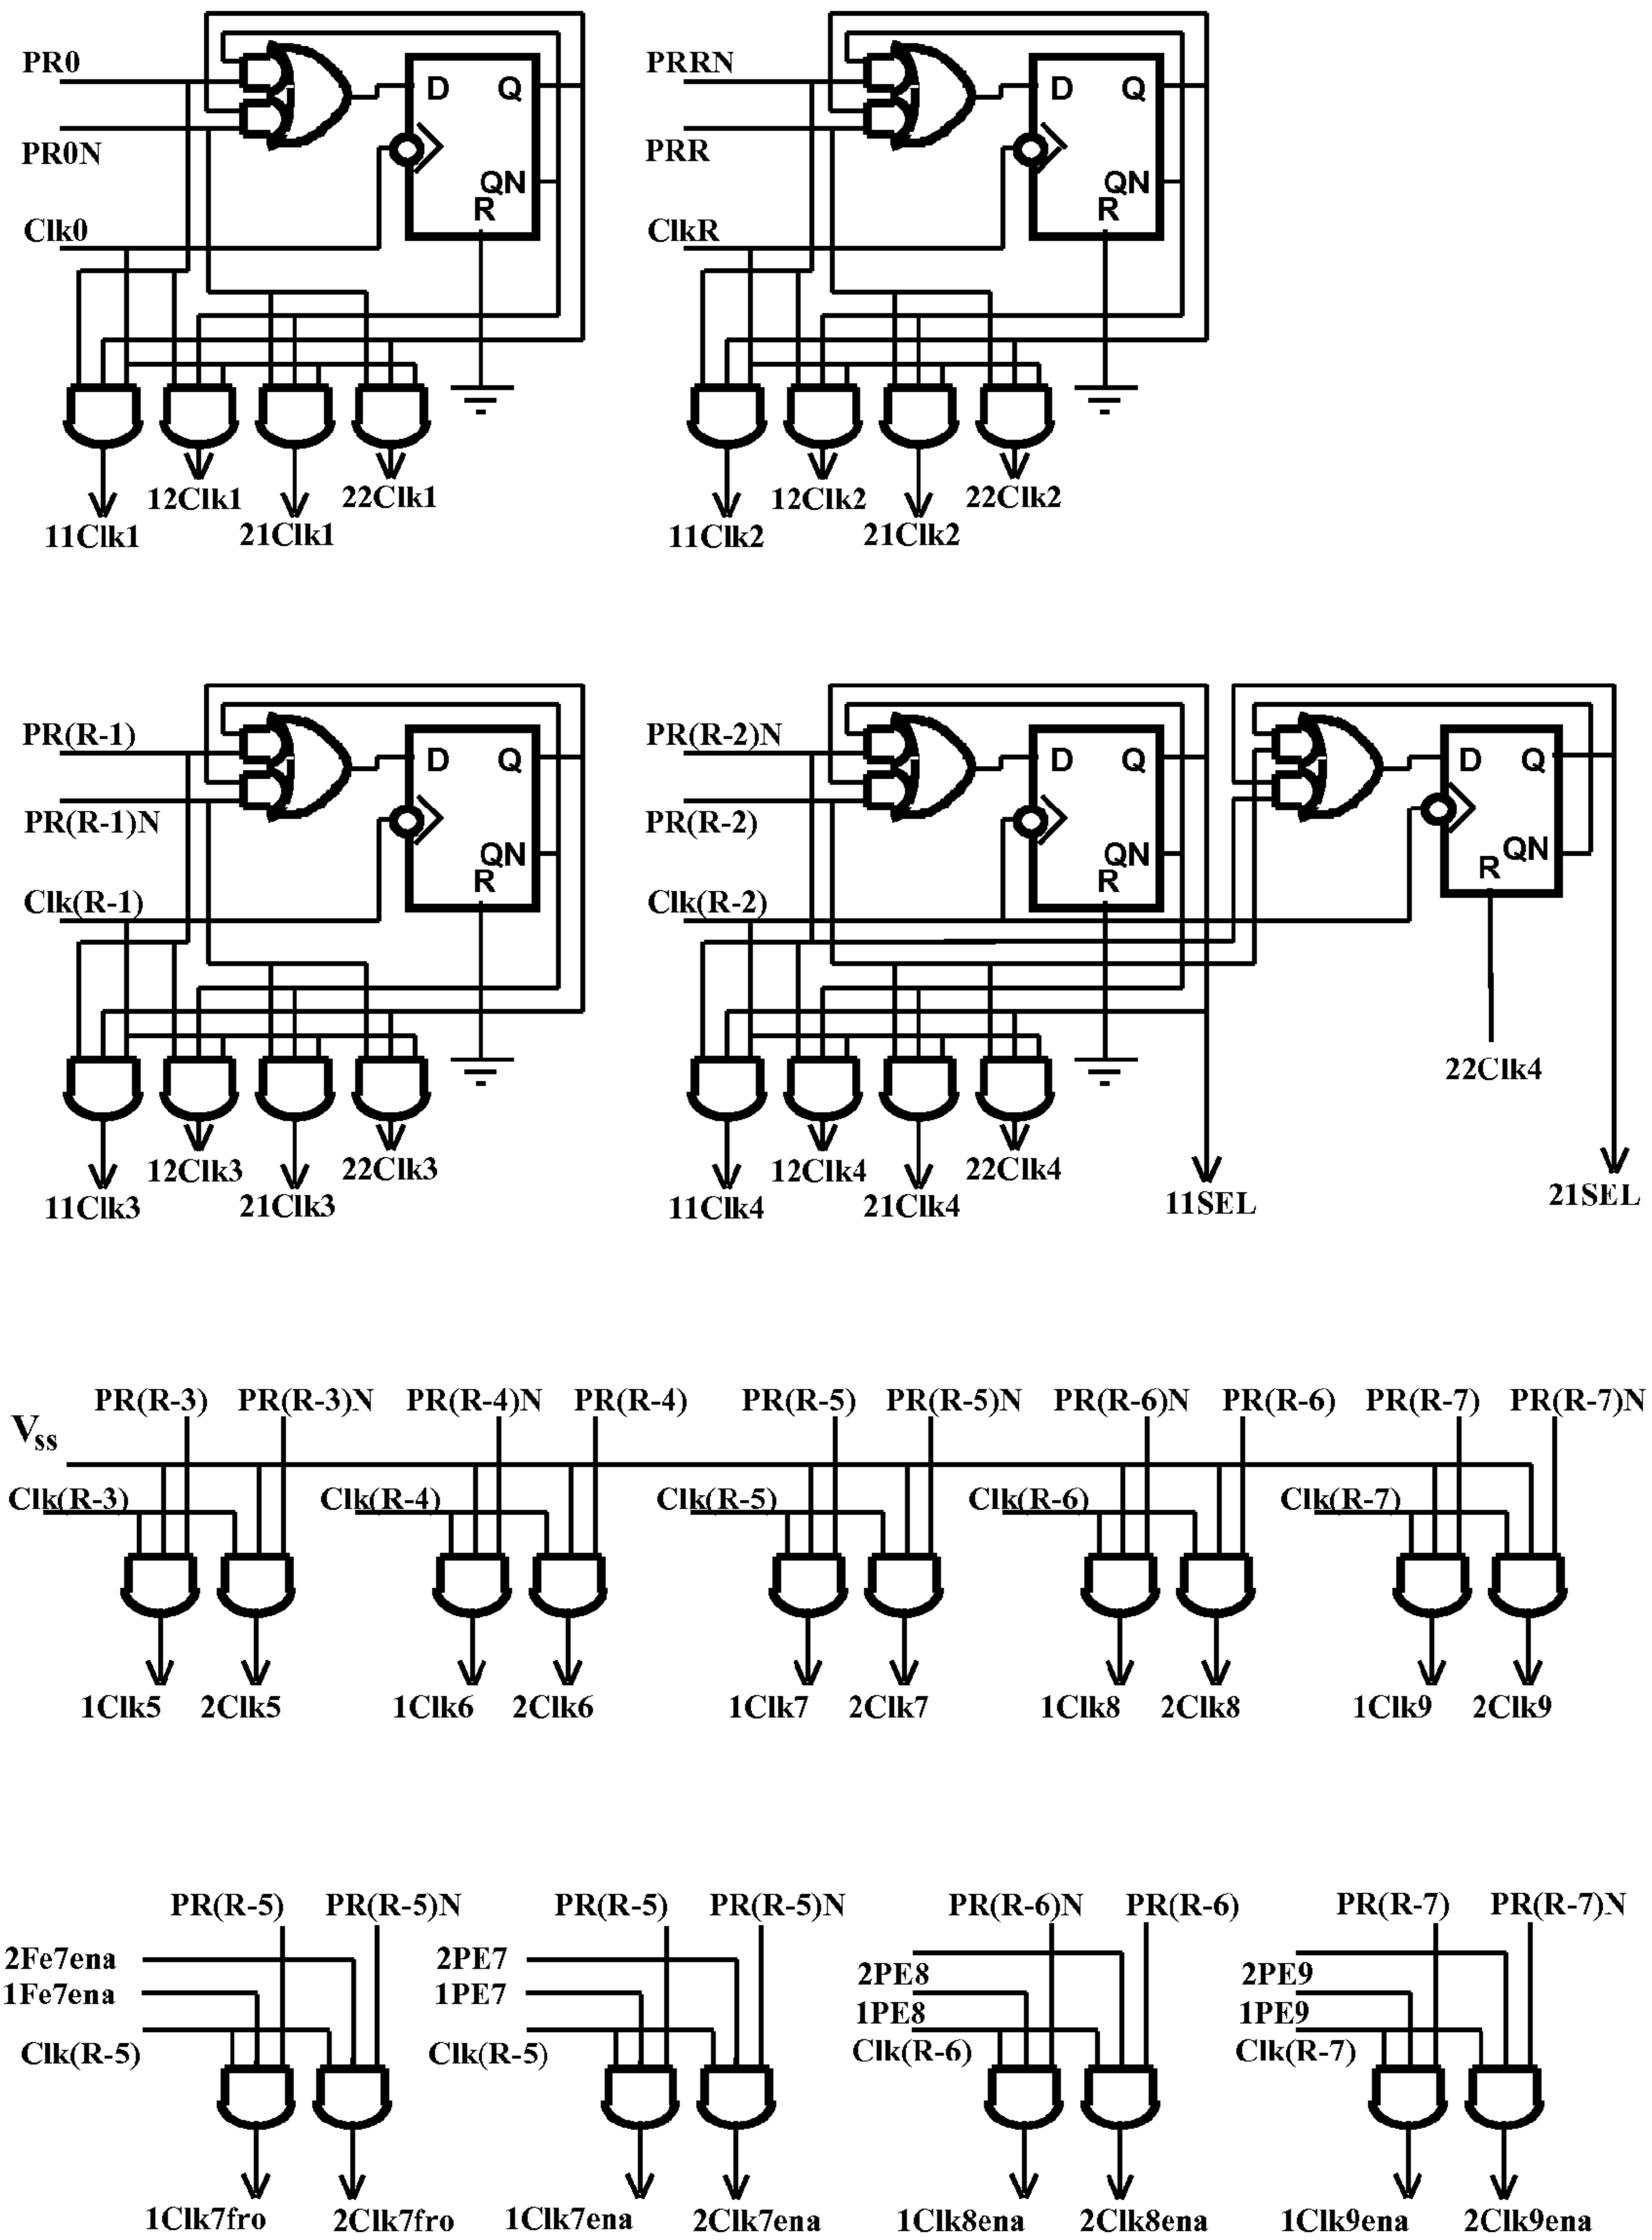 PR0
PR0N
Clk0
D Q
QN
R
11Clk1
12Clk1
21Clk1
22Clk1
PRRN
PRR
ClkR
D Q
QN
R
11Clk2
12Clk2
21Clk2
22Clk2
PR(R-1)
PR(R-1)N
Clk(R-1)
D Q
QN
R
11Clk3
12Clk3
21Clk3
22Clk3
PR(R-2)N
PR(R-2)
Clk(R-2)
D Q
QN
R
11Clk4
12Clk4
21Clk4
22Clk4
11SEL
D Q
QN
R
22Clk4
21SEL
PR(R-3) PR(R-3)N PR(R-4)N PR(R-4) PR(R-5) PR(R-5)N PR(R-6)N PR(R-6) PR(R-7) PR(R-7)N
Vss
Clk(R-3) Clk(R-4) Clk(R-5) Clk(R-6) Clk(R-7)
1Clk5 2Clk5 1Clk6 2Clk6 1Clk7 2Clk7 1Clk8 2Clk8 1Clk9 2Clk9
PR(R-5) PR(R-5)N
2Fe7ena
1Fe7ena
Clk(R-5)
1Clk7fro 2Clk7fro
PR(R-5) PR(R-5)N
2PE7
1PE7
Clk(R-5)
1Clk7ena 2Clk7ena
PR(R-6)N PR(R-6)
2PE8
1PE8
Clk(R-6)
1Clk8ena 2Clk8ena
PR(R-7) PR(R-7)N
2PE9
1PE9
Clk(R-7)
1Clk9ena 2Clk9ena